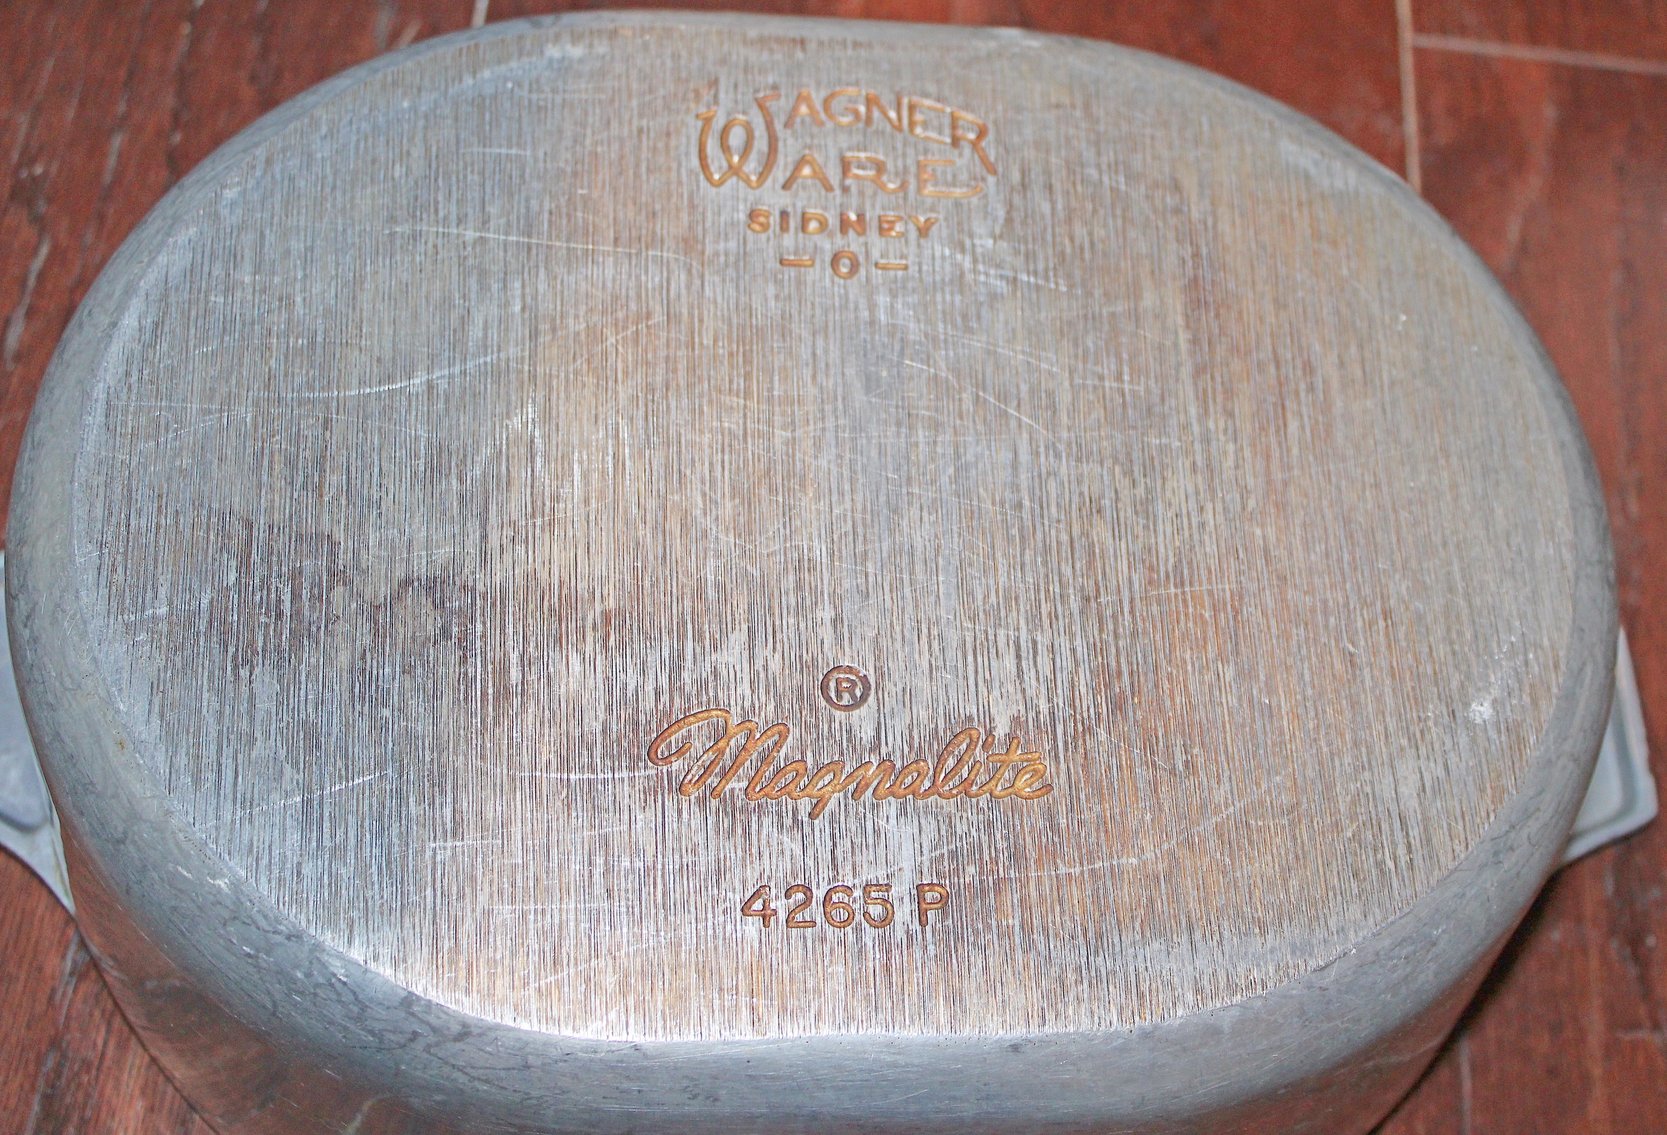 WAGNER
WARE
SIDNEY
-O-
®
Magnalite
4265 P